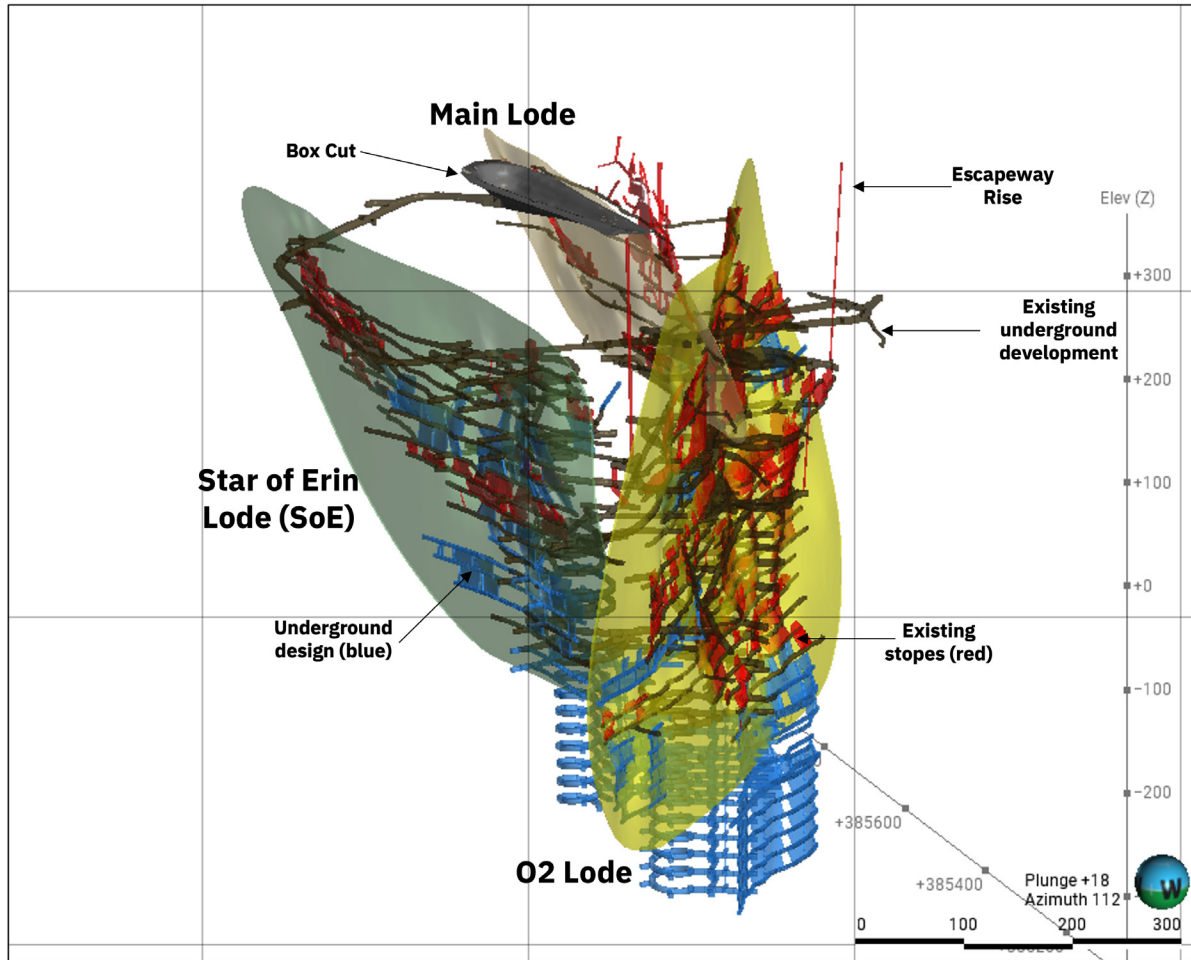 Main Lode
Box Cut
Escapeway
Rise
Elev (Z)
+300
Existing
underground
development
+200
Star of Erin
Lode (SoE)
+100
+0
Underground
design (blue)
Existing
stopes (red)
−100
−200
+385600
O2 Lode
+385400
Plunge +18
Azimuth 112
W
0 100 200 300